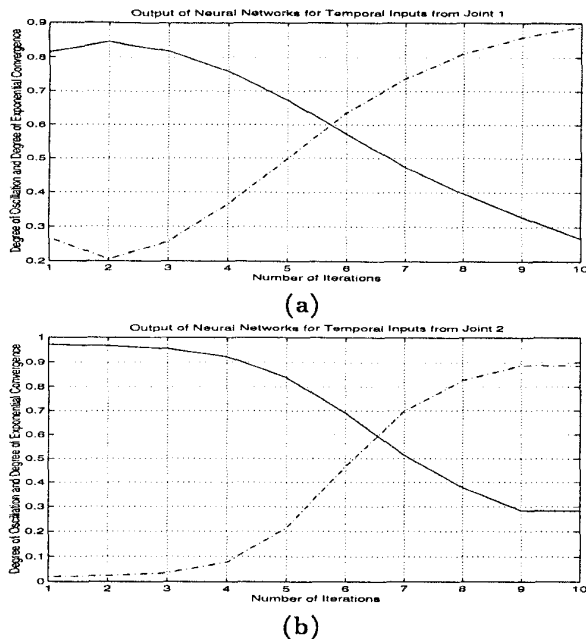 Output of Neural Networks for Temporal Inputs from Joint 1
Degree of Oscillation and Degree of Exponential Convergence
0.9
0.8
0.7
0.6
0.5
0.4
0.3
0.2
1 2 3 4 5 6 7 8 9 10
Number of Iterations
(a)
Output of Neural Networks for Temporal Inputs from Joint 2
Degree of Oscillation and Degree of Exponential Convergence
1
0.9
0.8
0.7
0.6
0.5
0.4
0.3
0.2
0.1
0
1 2 3 4 5 6 7 8 9 10
Number of Iterations
(b)